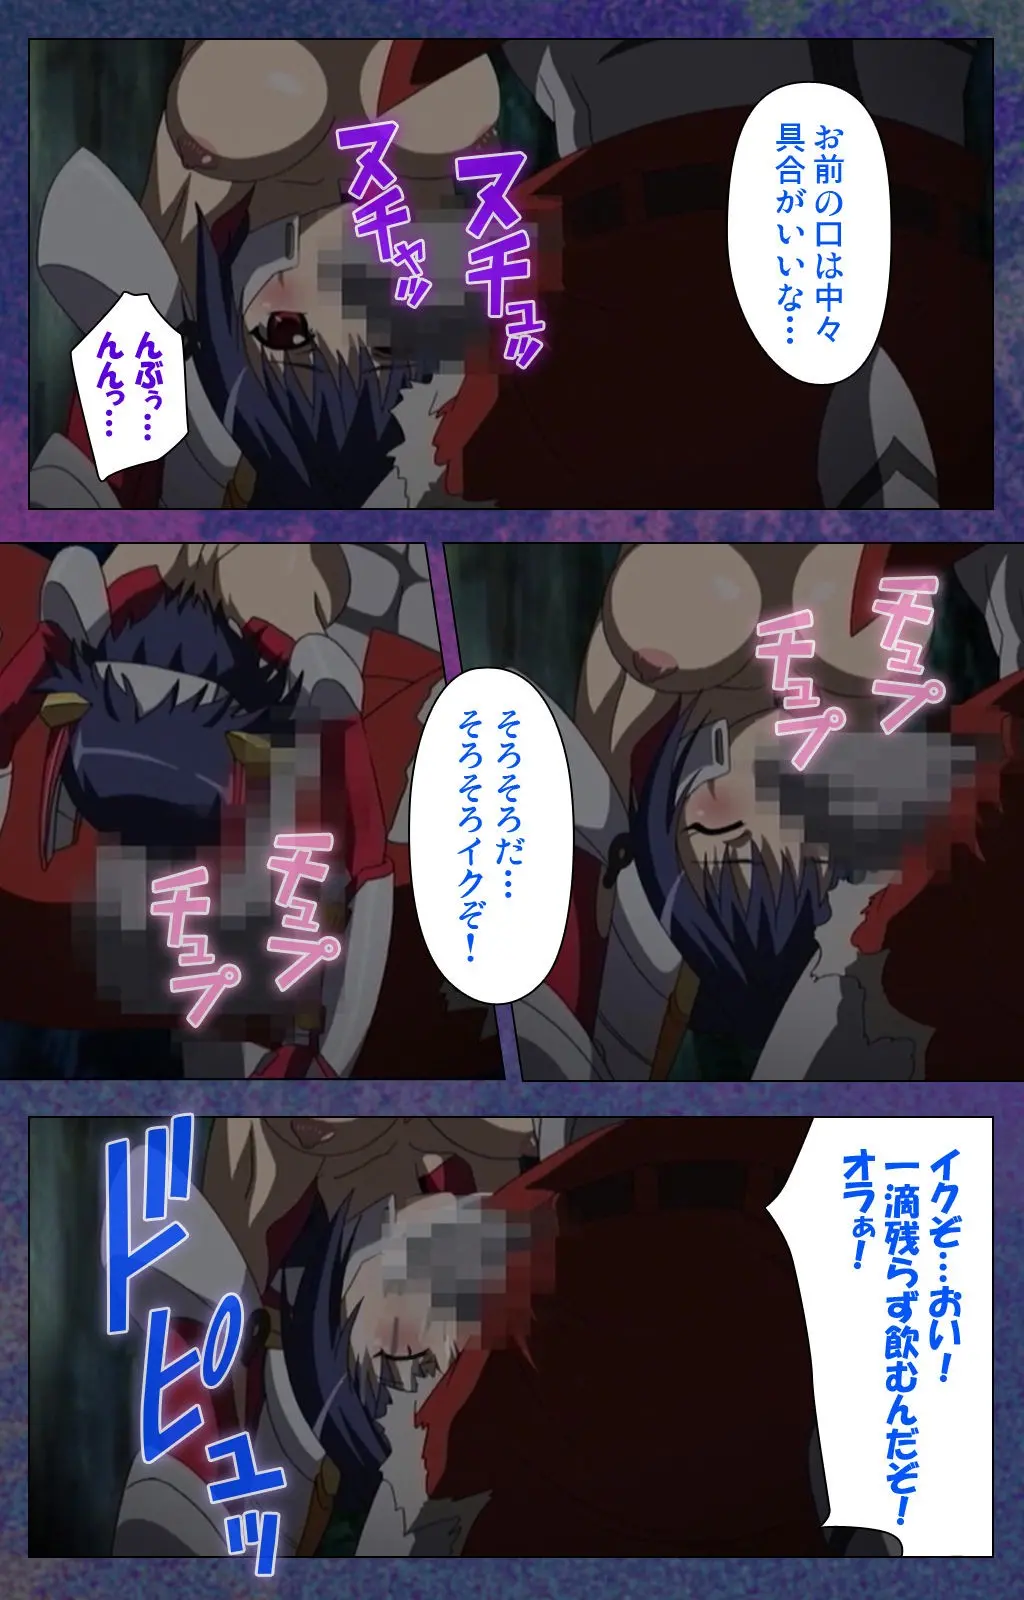 お前の口は中々
具合がいいな…
ヌチュッ
ヌチャッ
んぶぅ…
んんっ…
チュプ
チュプ
そろそろだ…
そろそろイクぞ！
チュプ
チュプ
イクぞ…おい！
一滴残らず飲むんだぞ！
オラぁ！
ドピュッ